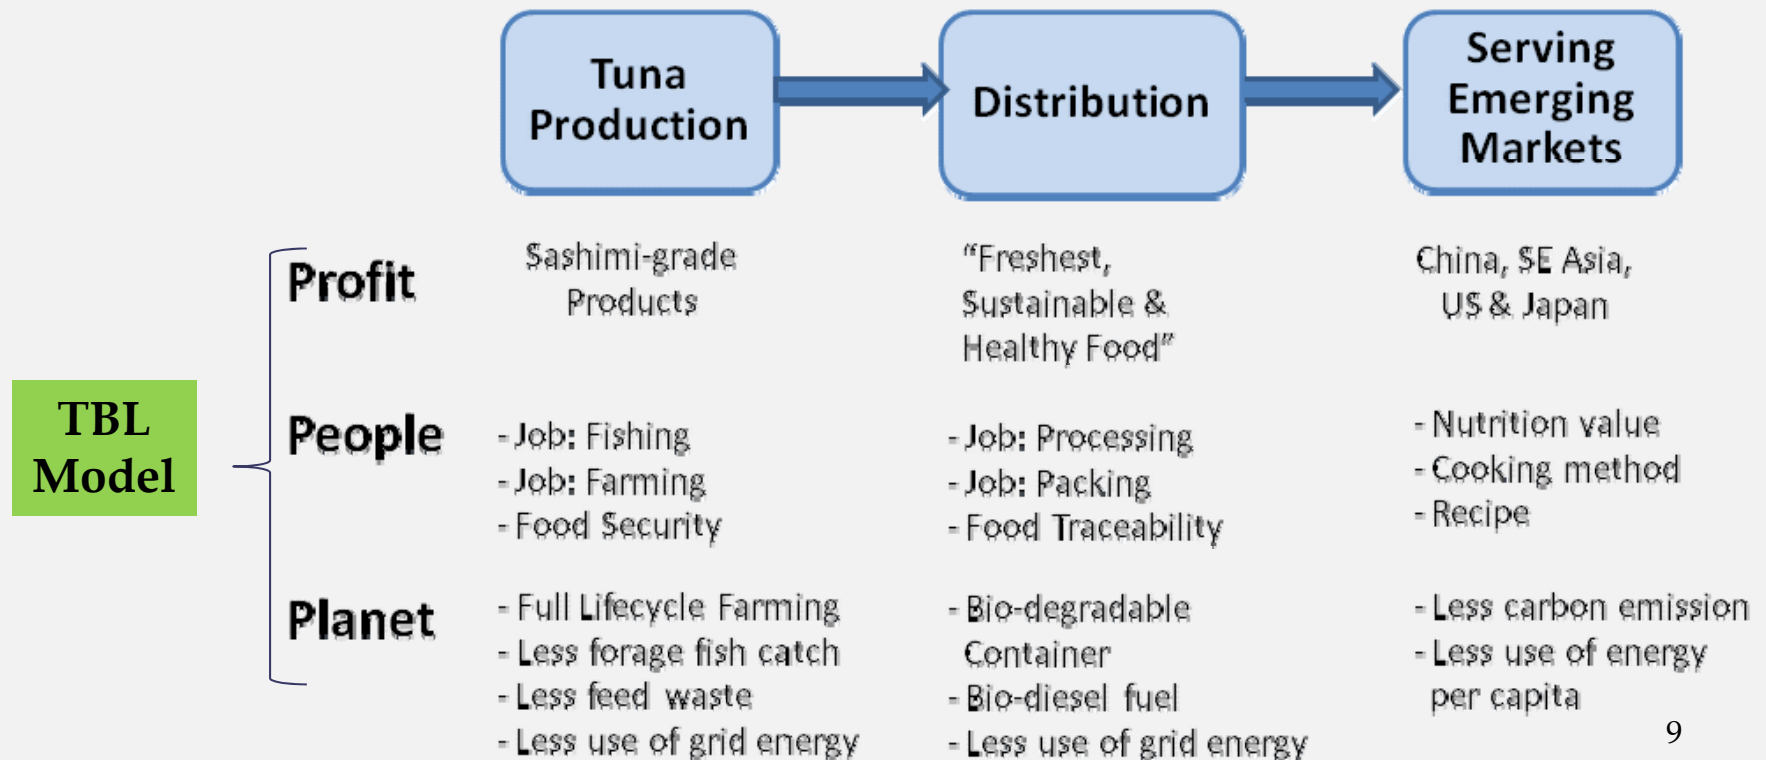 Tuna
Production
Distribution
Serving
Emerging
Markets
TBL
Model
Profit
Sashimi-grade
Products
"Freshest,
Sustainable &
Healthy Food"
China, SE Asia,
US & Japan
People
- Job: Fishing
- Job: Farming
- Food Security
- Job: Processing
- Job: Packing
- Food Traceability
- Nutrition value
- Cooking method
- Recipe
Planet
- Full Lifecycle Farming
- Less forage fish catch
- Less feed waste
- Less use of grid energy
- Bio-degradable
Container
- Bio-diesel fuel
- Less use of grid energy
- Less carbon emission
- Less use of energy
per capita
9